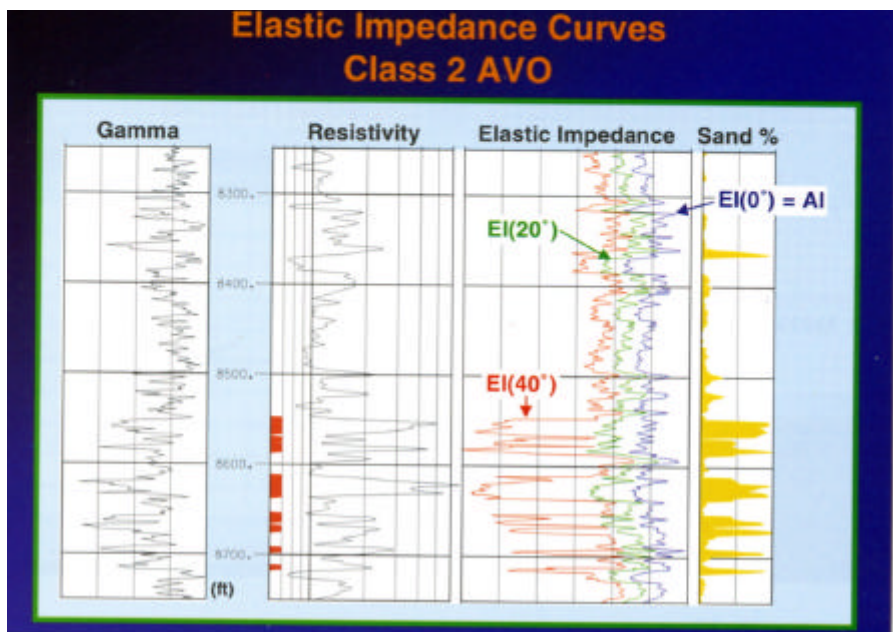 Elastic Impedance Curves
Class 2 AVO
Gamma
Resistivity
Elastic Impedance
Sand %
8300.
EI(0°) = AI
EI(20°)
8400.
8500.
EI(40°)
8600.
8700.
(ft)